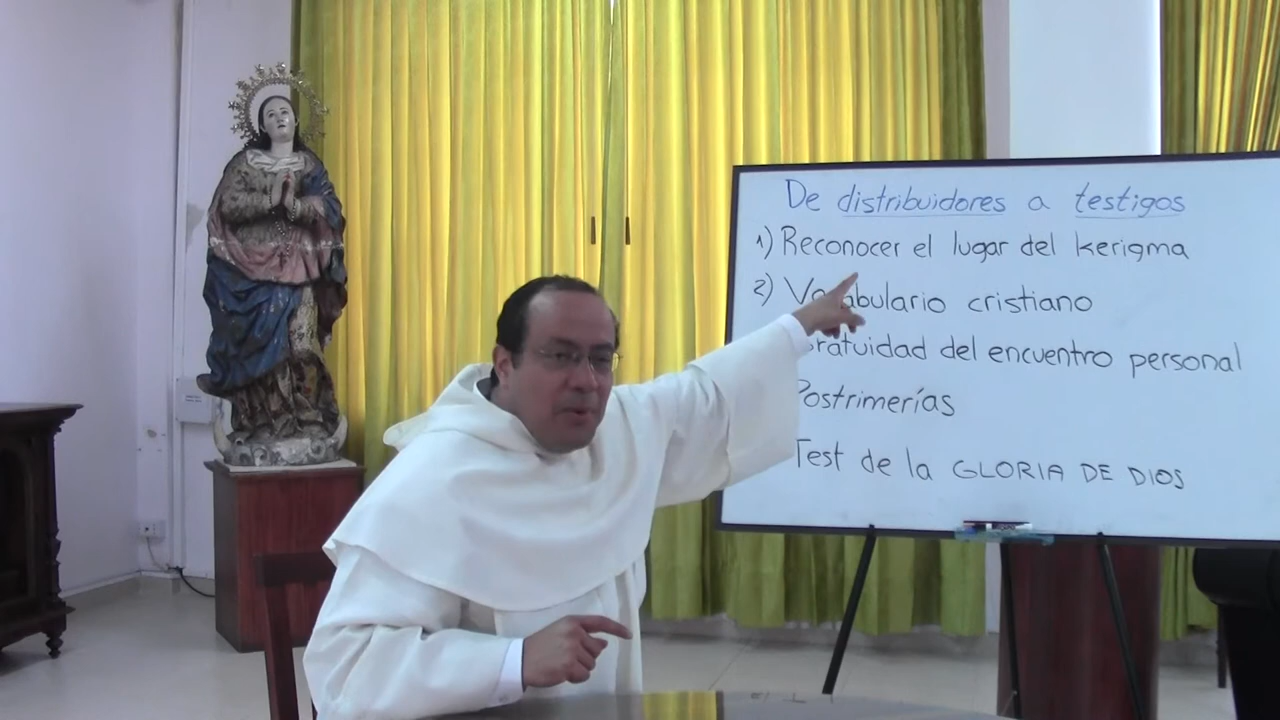 De distribuidores a testigos
1) Reconocer el lugar del kerigma
2) Vocabulario cristiano
Gratuidad del encuentro personal
Postrimerías
Test de la GLORIA DE DIOS